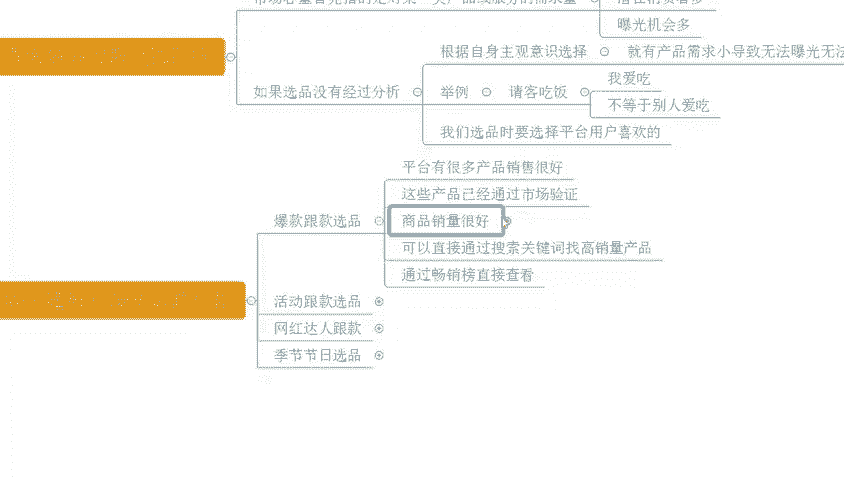 潜在消费者多
曝光机会多
根据自身主观意识选择
就有产品需求小导致无法曝光无法
如果选品没有经过分析
举例
请客吃饭
我爱吃
不等于别人爱吃
我们选品时要选择平台用户喜欢的
平台有很多产品销售很好
这些产品已经通过市场验证
爆款跟款选品
商品销量很好
可以直接通过搜索关键词找高销量产品
通过畅销榜直接查看
活动跟款选品
网红达人跟款
季节节日选品